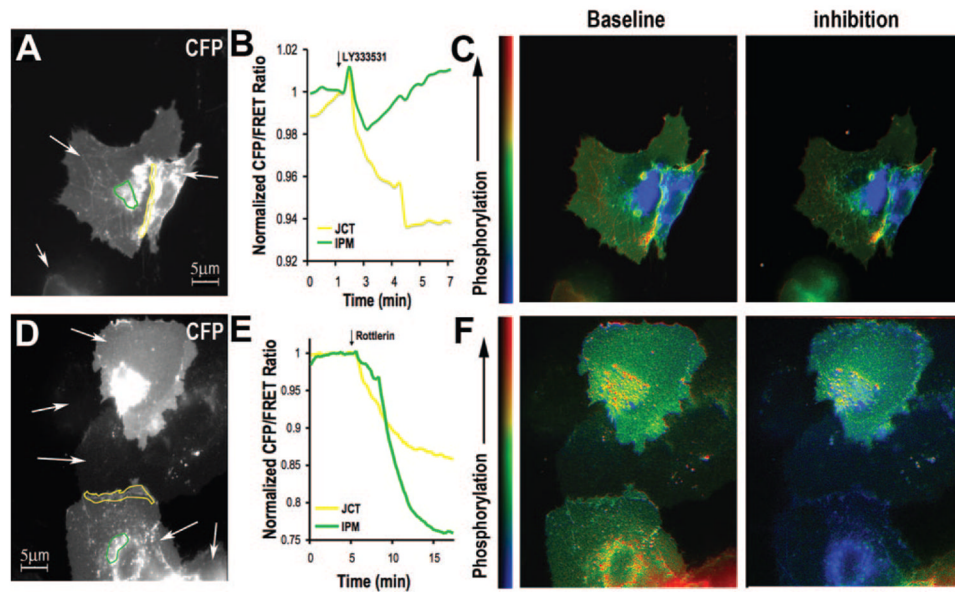 Baseline
inhibition
A
CFP
5µm
B
1.02
1
0.98
0.96
0.94
0.92
Normalized CFP/FRET Ratio
LY333531
JCT
IPM
0 1 2 3 4 5 6 7
Time (min)
C
Phosphorylation
D
CFP
5µm
E
1
0.95
0.9
0.85
0.8
0.75
Normalized CFP/FRET Ratio
Rottlerin
JCT
IPM
0 5 10 15
Time (min)
F
Phosphorylation